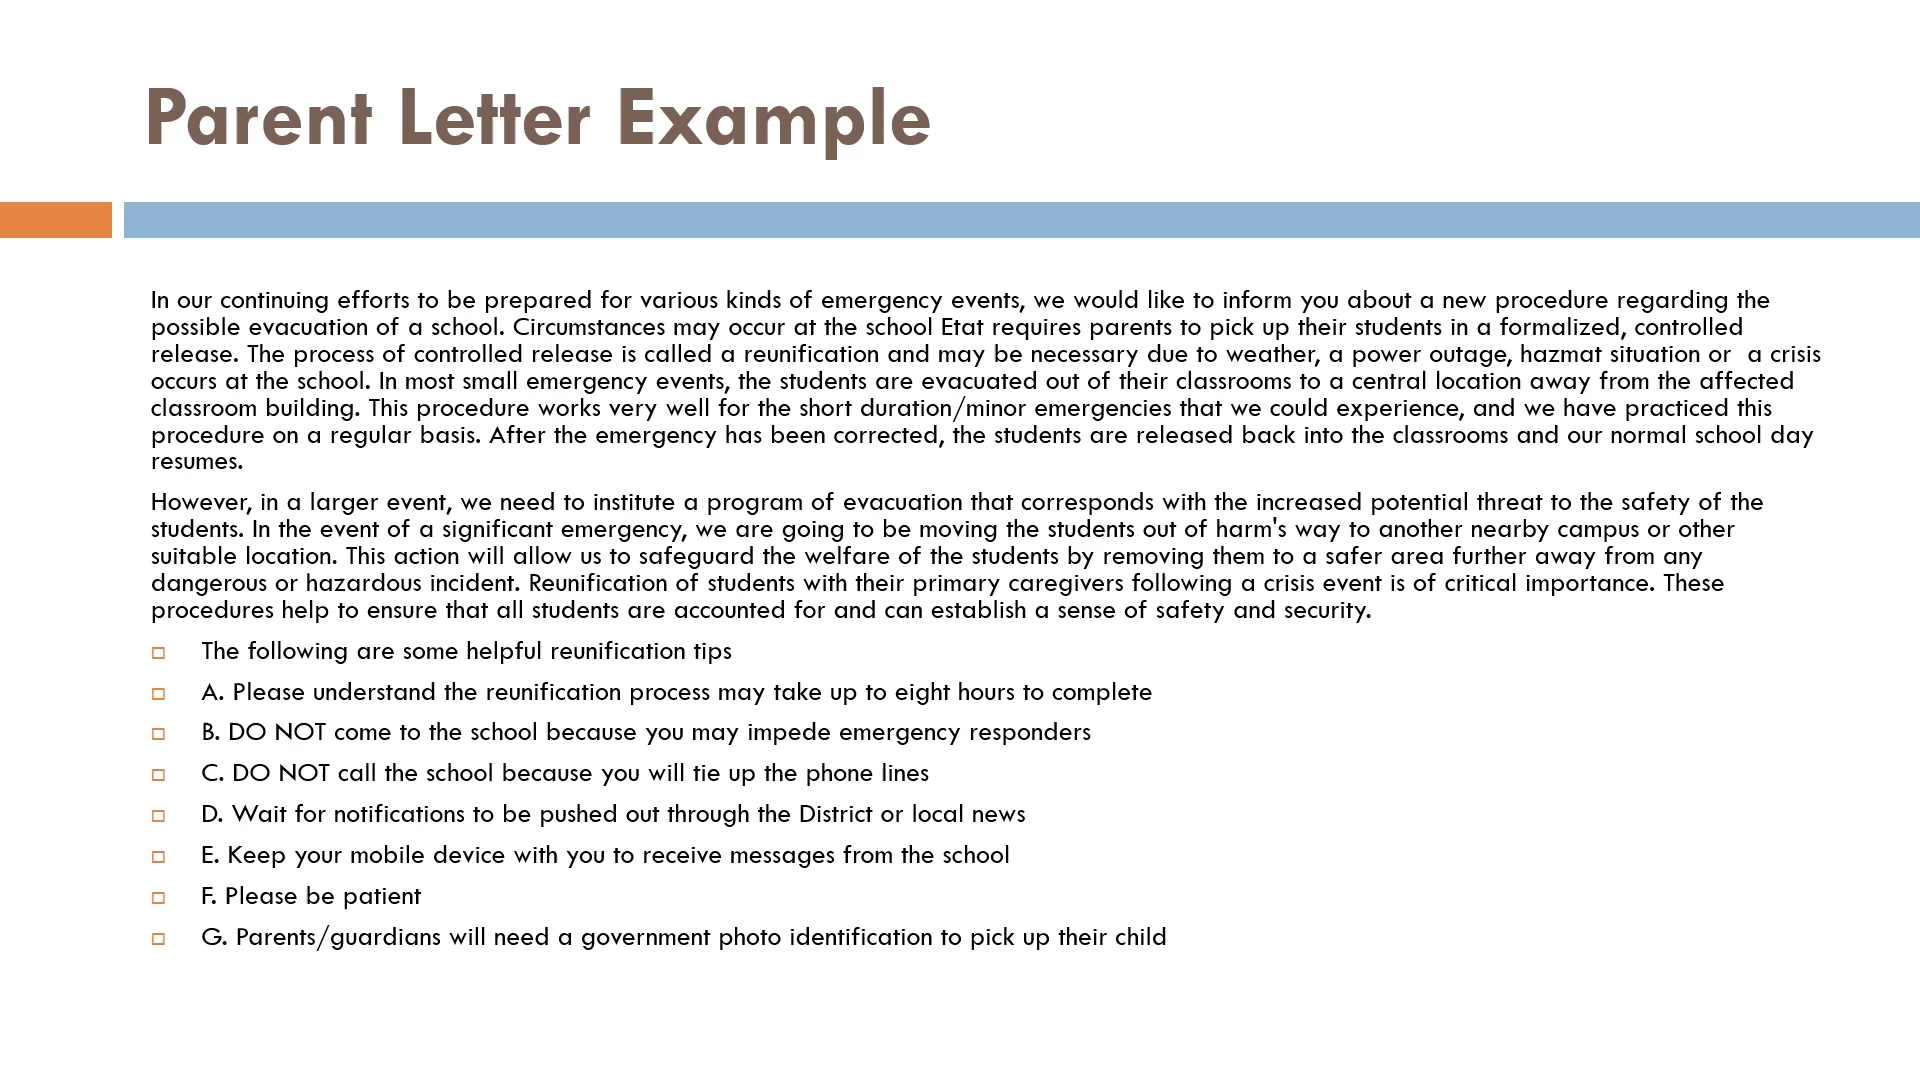 Parent Letter Example
In our continuing efforts to be prepared for various kinds of emergency events, we would like to inform you about a new procedure regarding the
possible evacuation of a school. Circumstances may occur at the school Etat requires parents to pick up their students in a formalized, controlled
release. The process of controlled release is called a reunification and may be necessary due to weather, a power outage, hazmat situation or  a crisis
occurs at the school. In most small emergency events, the students are evacuated out of their classrooms to a central location away from the affected
classroom building. This procedure works very well for the short duration/minor emergencies that we could experience, and we have practiced this
procedure on a regular basis. After the emergency has been corrected, the students are released back into the classrooms and our normal school day
resumes.
However, in a larger event, we need to institute a program of evacuation that corresponds with the increased potential threat to the safety of the
students. In the event of a significant emergency, we are going to be moving the students out of harm's way to another nearby campus or other
suitable location. This action will allow us to safeguard the welfare of the students by removing them to a safer area further away from any
dangerous or hazardous incident. Reunification of students with their primary caregivers following a crisis event is of critical importance. These
procedures help to ensure that all students are accounted for and can establish a sense of safety and security.
The following are some helpful reunification tips
A. Please understand the reunification process may take up to eight hours to complete
B. DO NOT come to the school because you may impede emergency responders
C. DO NOT call the school because you will tie up the phone lines
D. Wait for notifications to be pushed out through the District or local news
E. Keep your mobile device with you to receive messages from the school
F. Please be patient
G. Parents/guardians will need a government photo identification to pick up their child